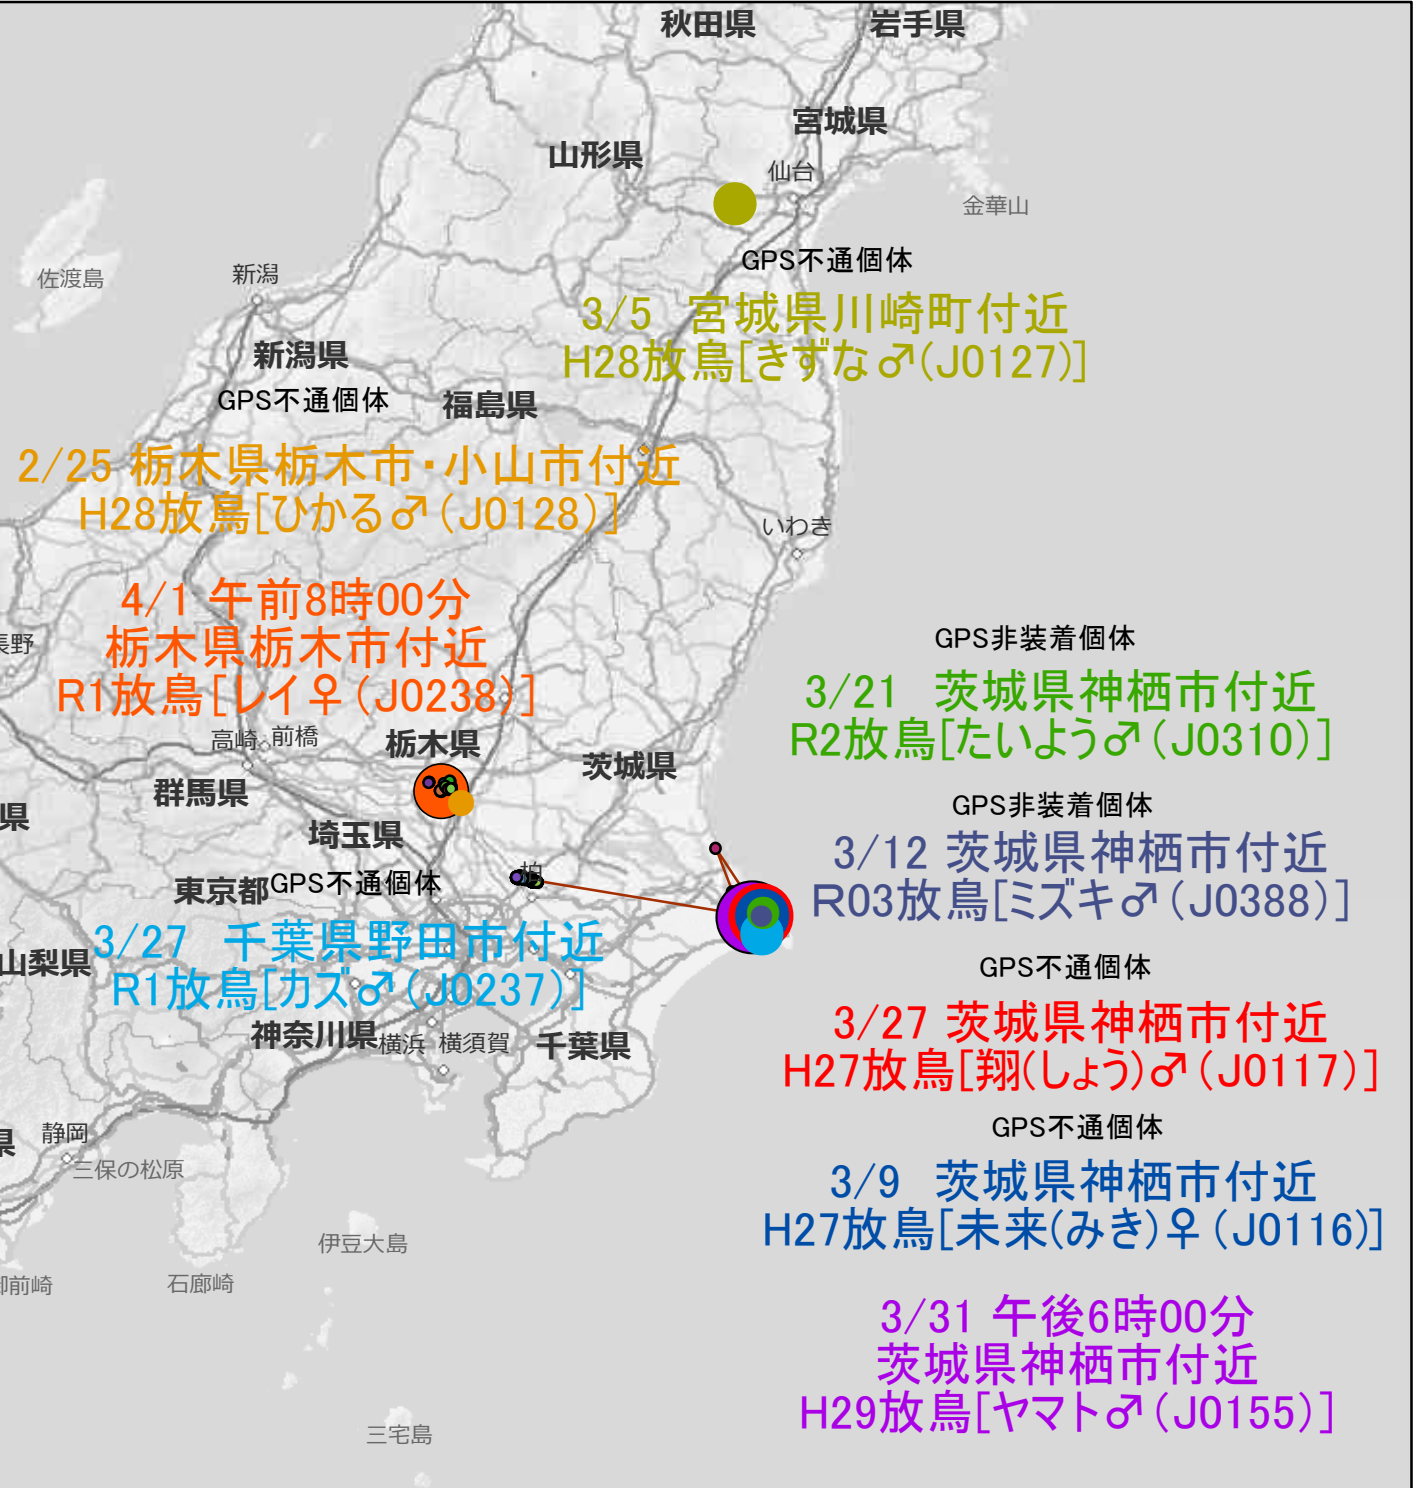 秋田県
岩手県
宮城県
山形県
仙台
金華山
GPS不通個体
佐渡島
新潟
3/5 宮城県川崎町付近
H28放鳥[きずな♂(J0127)]
新潟県
GPS不通個体
福島県
2/25 栃木県栃木市・小山市付近
H28放鳥[ひかる♂(J0128)]
いわき
4/1 午前8時00分
栃木県栃木市付近
R1放鳥[レイ♀(J0238)]
長野
GPS非装着個体
3/21 茨城県神栖市付近
R2放鳥[たいよう♂(J0310)]
高崎
前橋
栃木県
茨城県
群馬県
県
埼玉県
GPS非装着個体
3/12 茨城県神栖市付近
R03放鳥[ミズキ♂(J0388)]
柏
東京都
GPS不通個体
3/27 千葉県野田市付近
R1放鳥[カズ♂(J0237)]
山梨県
GPS不通個体
3/27 茨城県神栖市付近
H27放鳥[翔(しょう)♂(J0117)]
神奈川県
横浜
横須賀
千葉県
GPS不通個体
3/9 茨城県神栖市付近
H27放鳥[未来(みき)♀(J0116)]
県
静岡
三保の松原
伊豆大島
石廊崎
御前崎
3/31 午後6時00分
茨城県神栖市付近
H29放鳥[ヤマト♂(J0155)]
三宅島